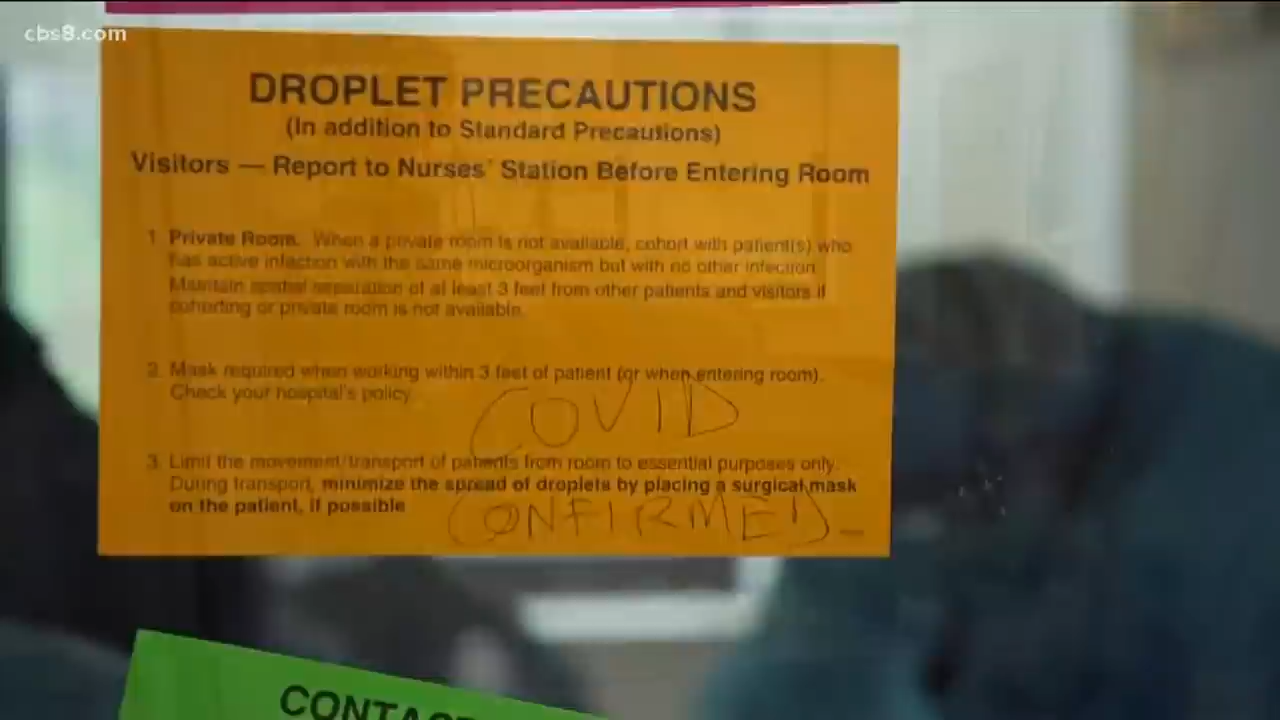 cbs8.com
DROPLET PRECAUTIONS
(In addition to Standard Precautions)
Visitors — Report to Nurses' Station Before Entering Room
1. Private Room. When a private room is not available, cohort with patient(s) who
has active infection with the same microorganism but with no other infection.
Maintain spatial separation of at least 3 feet from other patients and visitors if
cohorting or private room is not available.
2. Mask required when working within 3 feet of patient (or when entering room).
Check your hospital's policy.
COVID
3. Limit the movement/transport of patients from room to essential purposes only.
During transport, minimize the spread of droplets by placing a surgical mask
on the patient, if possible
CONFIRMED